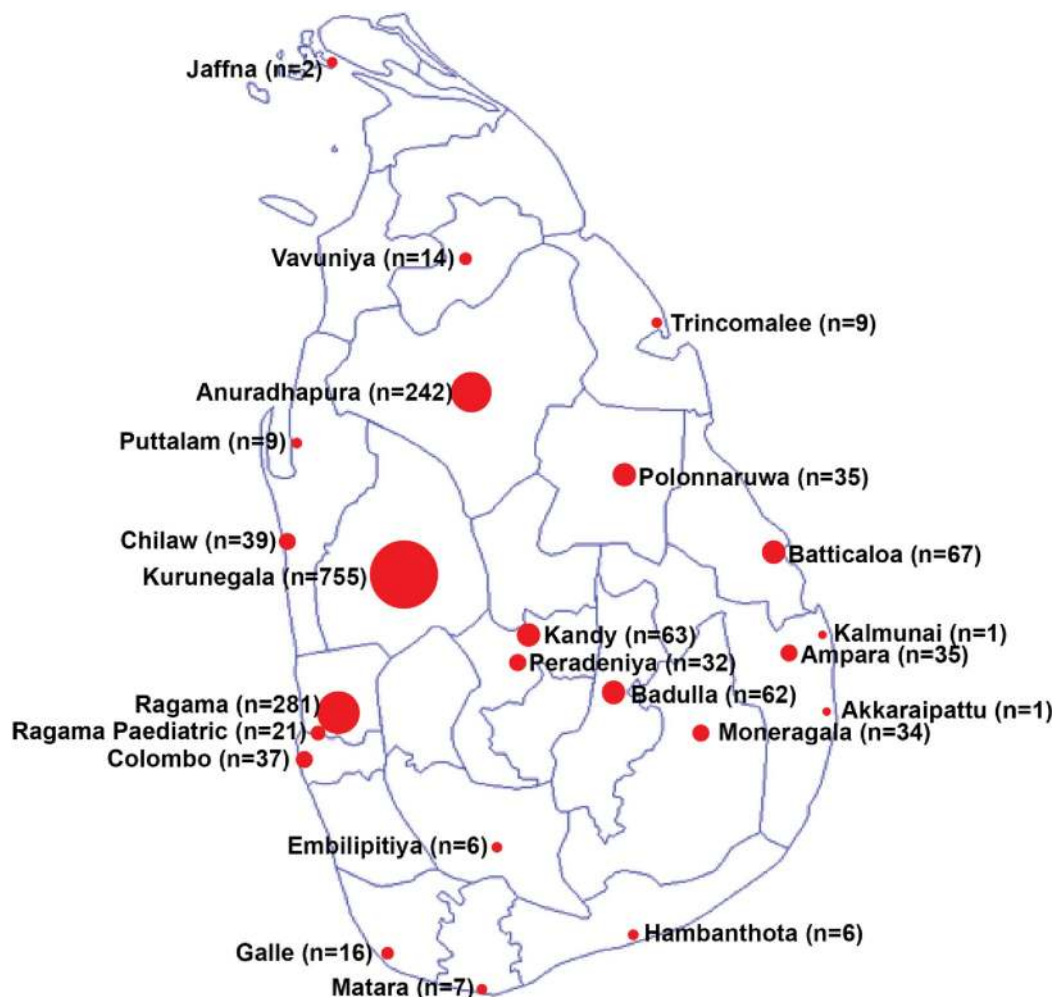 Jaffna (n=2)
Vavuniya (n=14)
Trincomalee (n=9)
Anuradhapura (n=242)
Puttalam (n=9)
Polonnaruwa (n=35)
Chilaw (n=39)
Batticaloa (n=67)
Kurunegala (n=755)
Kandy (n=63)
Kalmunai (n=1)
Ampara (n=35)
Peradeniya (n=32)
Badulla (n=62)
Ragama (n=281)
Akkaraipattu (n=1)
Ragama Paediatric (n=21)
Moneragala (n=34)
Colombo (n=37)
Embilipitiya (n=6)
Hambanthota (n=6)
Galle (n=16)
Matara (n=7)